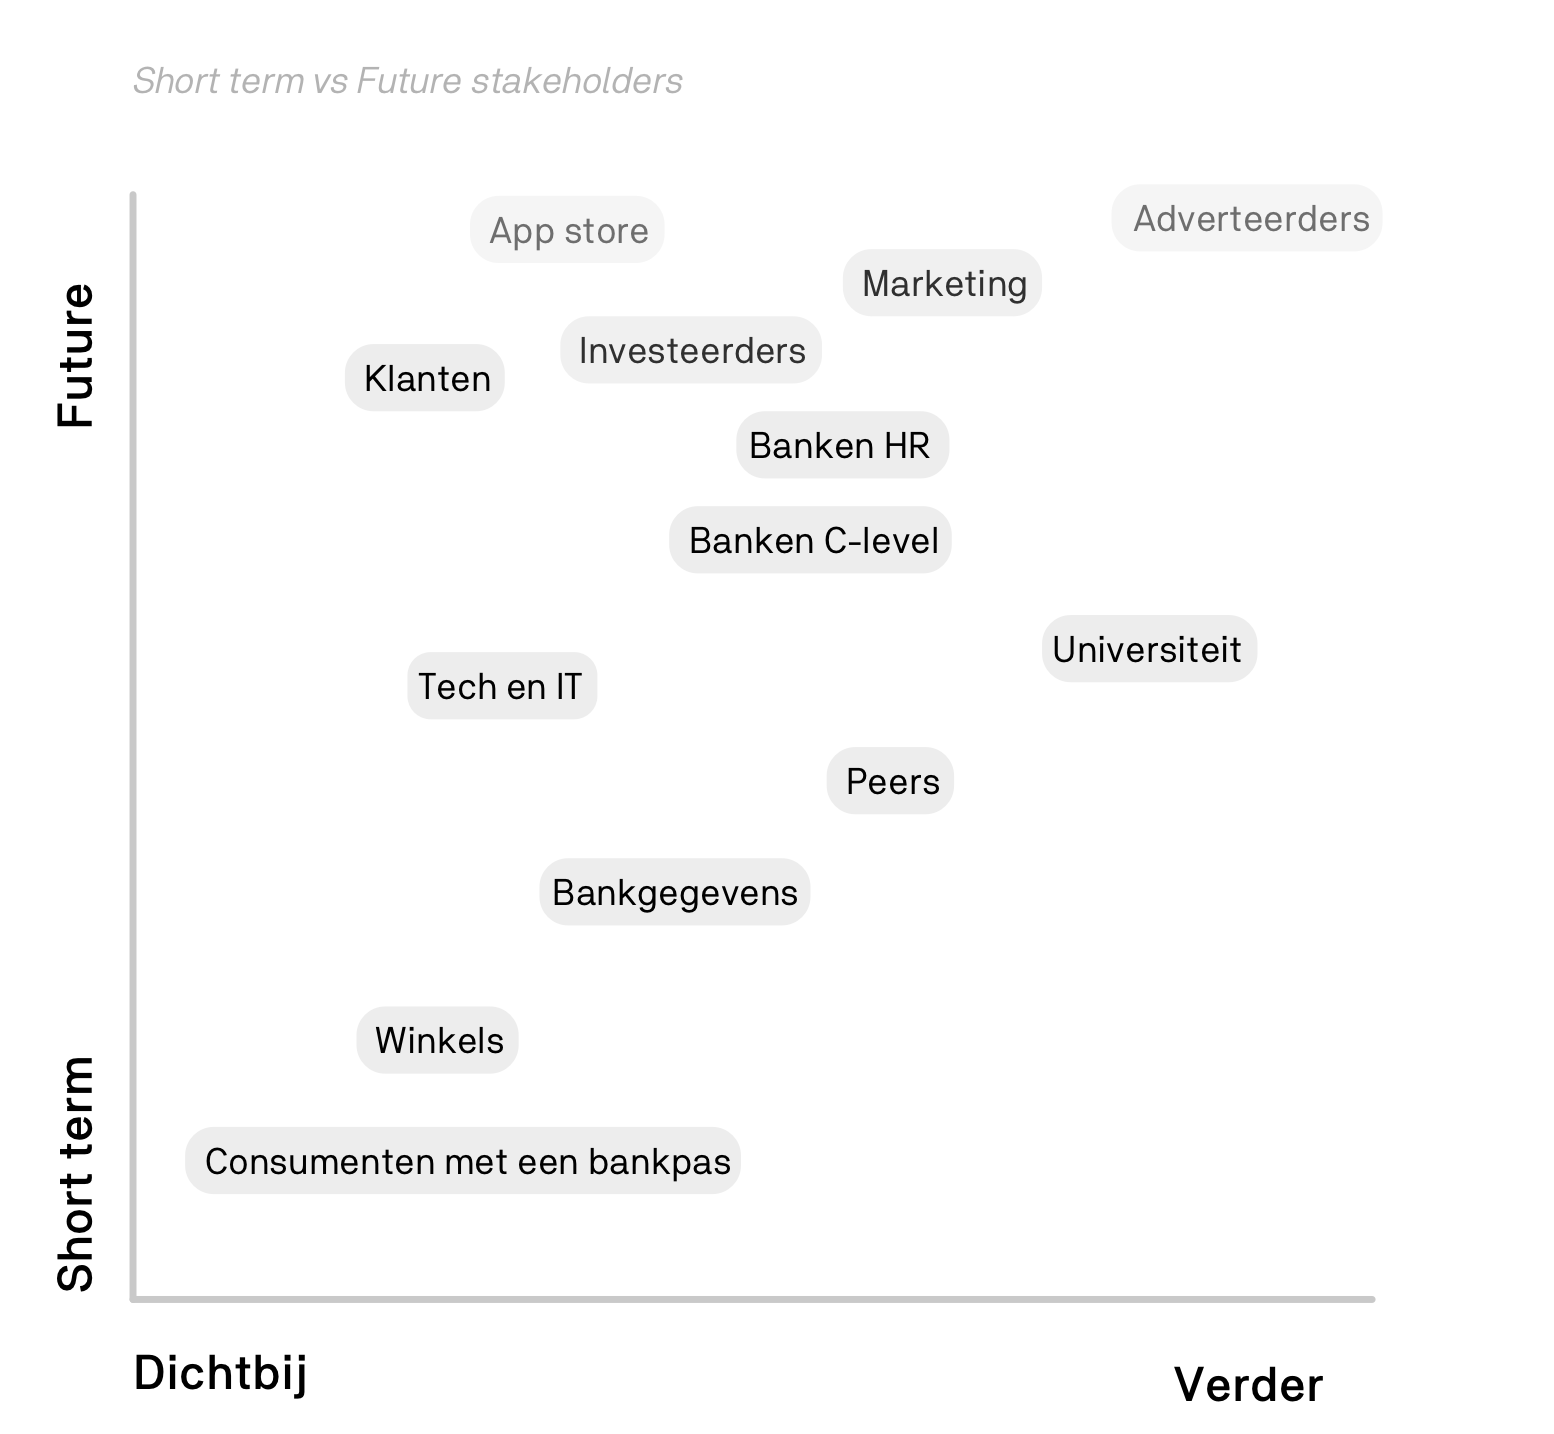 Short term vs Future stakeholders
Future
App store
Adverteerders
Marketing
Investeerders
Klanten
Banken HR
Banken C-level
Universiteit
Tech en IT
Peers
Bankgegevens
Winkels
Short term
Consumenten met een bankpas
Dichtbij
Verder